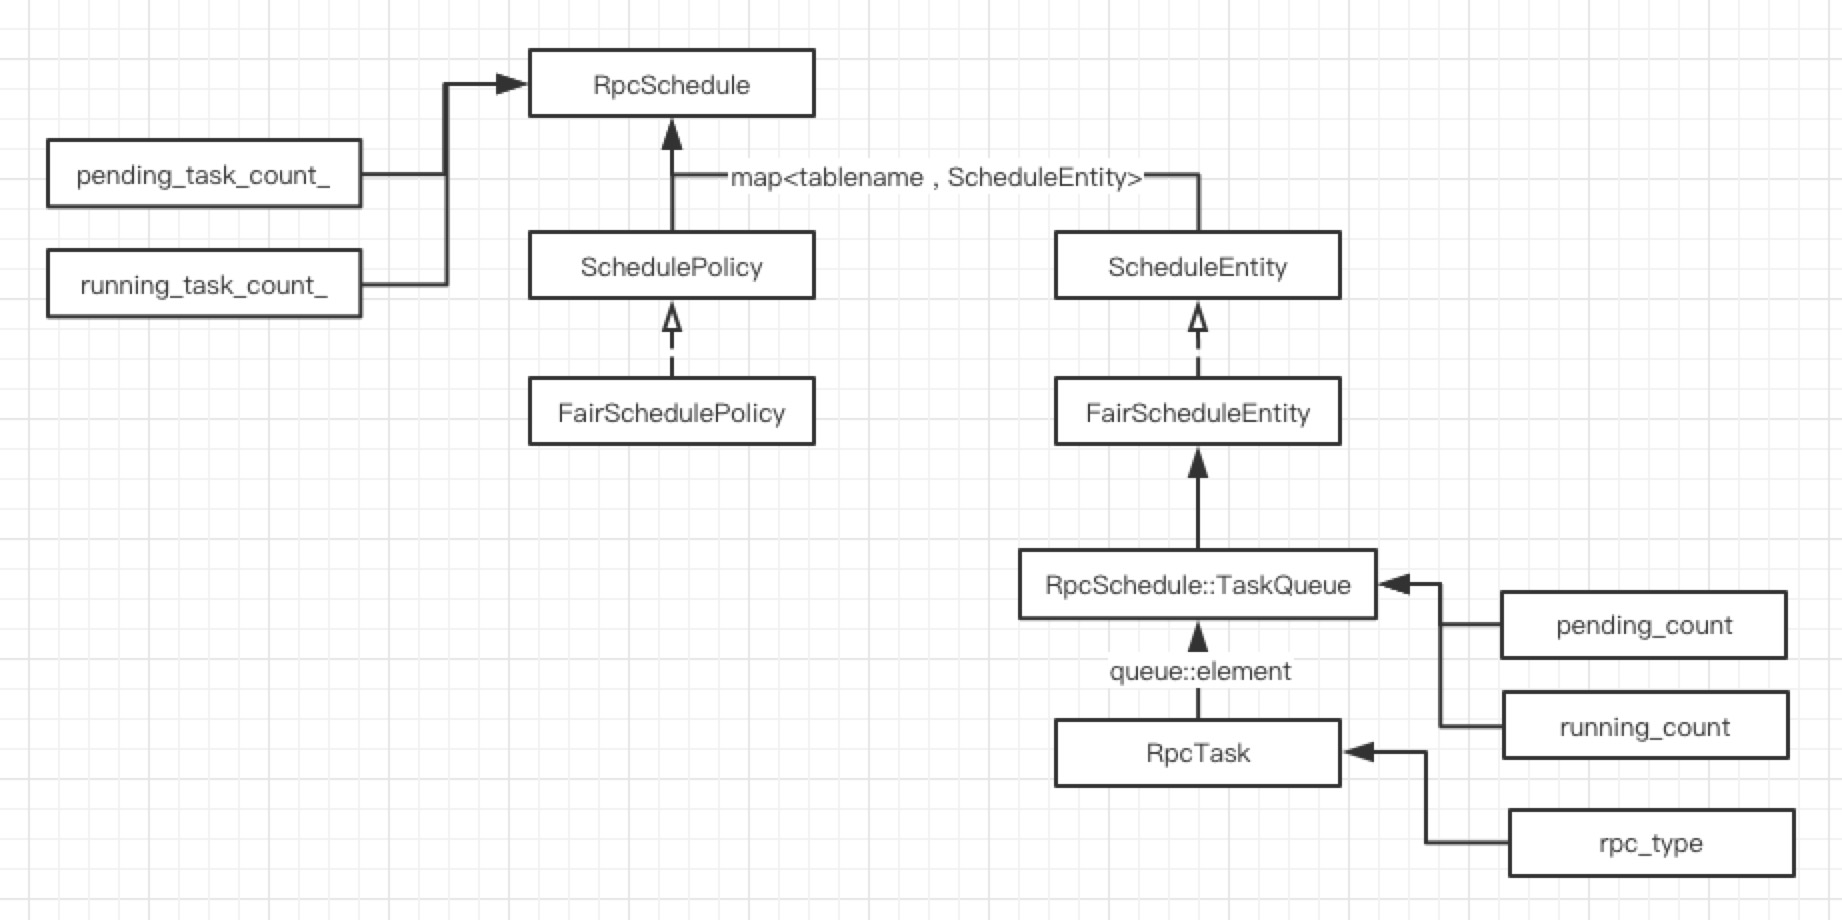 RpcSchedule
pending_task_count_
map<tablename , ScheduleEntity>
running_task_count_
SchedulePolicy
ScheduleEntity
FairSchedulePolicy
FairScheduleEntity
RpcSchedule::TaskQueue
pending_count
queue::element
running_count
RpcTask
rpc_type